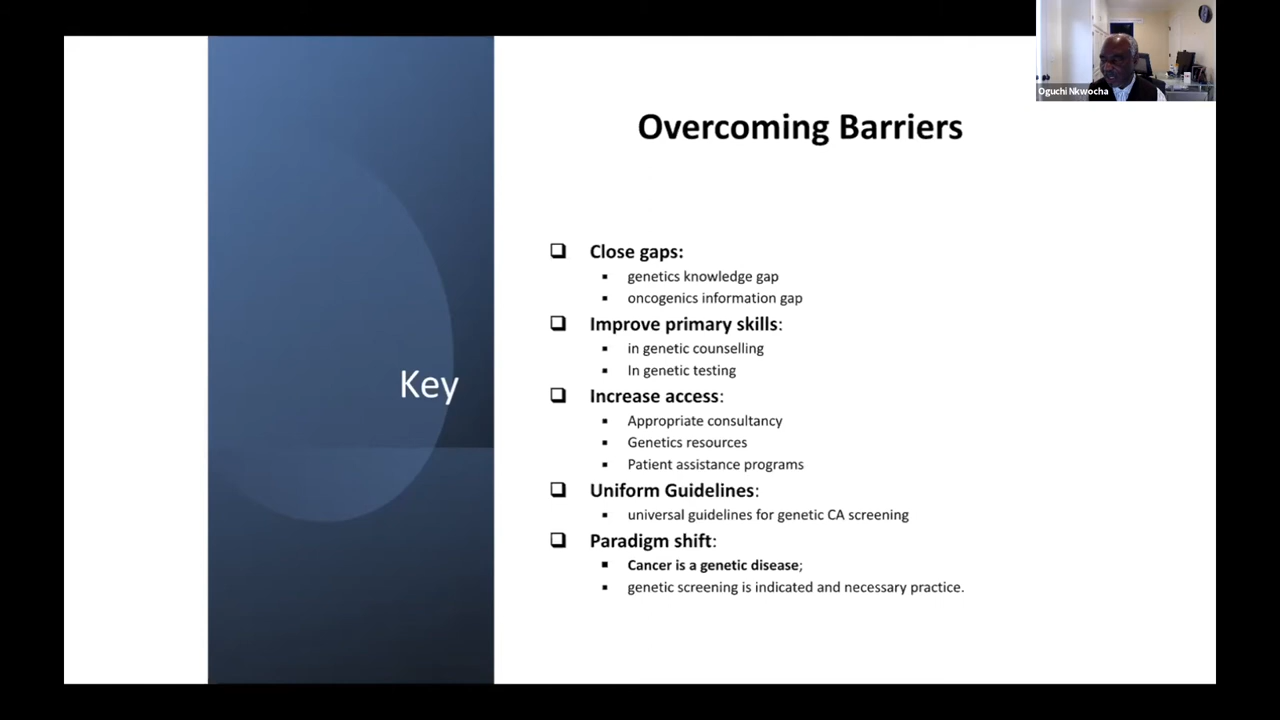 Oguchi Nkwocha
Overcoming Barriers
Key
❑ Close gaps:
▪ genetics knowledge gap
▪ oncogenics information gap
❑ Improve primary skills:
▪ in genetic counselling
▪ In genetic testing
❑ Increase access:
▪ Appropriate consultancy
▪ Genetics resources
▪ Patient assistance programs
❑ Uniform Guidelines:
▪ universal guidelines for genetic CA screening
❑ Paradigm shift:
▪ Cancer is a genetic disease;
▪ genetic screening is indicated and necessary practice.